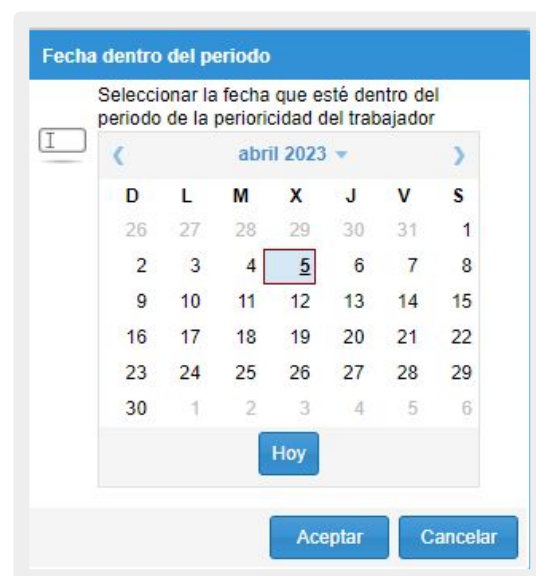 Fecha dentro del periodo
Seleccionar la fecha que esté dentro del
periodo de la perioricidad del trabajador
abril 2023
D L M X J V S
26 27 28 29 30 31 1
2 3 4 5 6 7 8
9 10 11 12 13 14 15
16 17 18 19 20 21 22
23 24 25 26 27 28 29
30 1 2 3 4 5 6
Hoy
Aceptar Cancelar